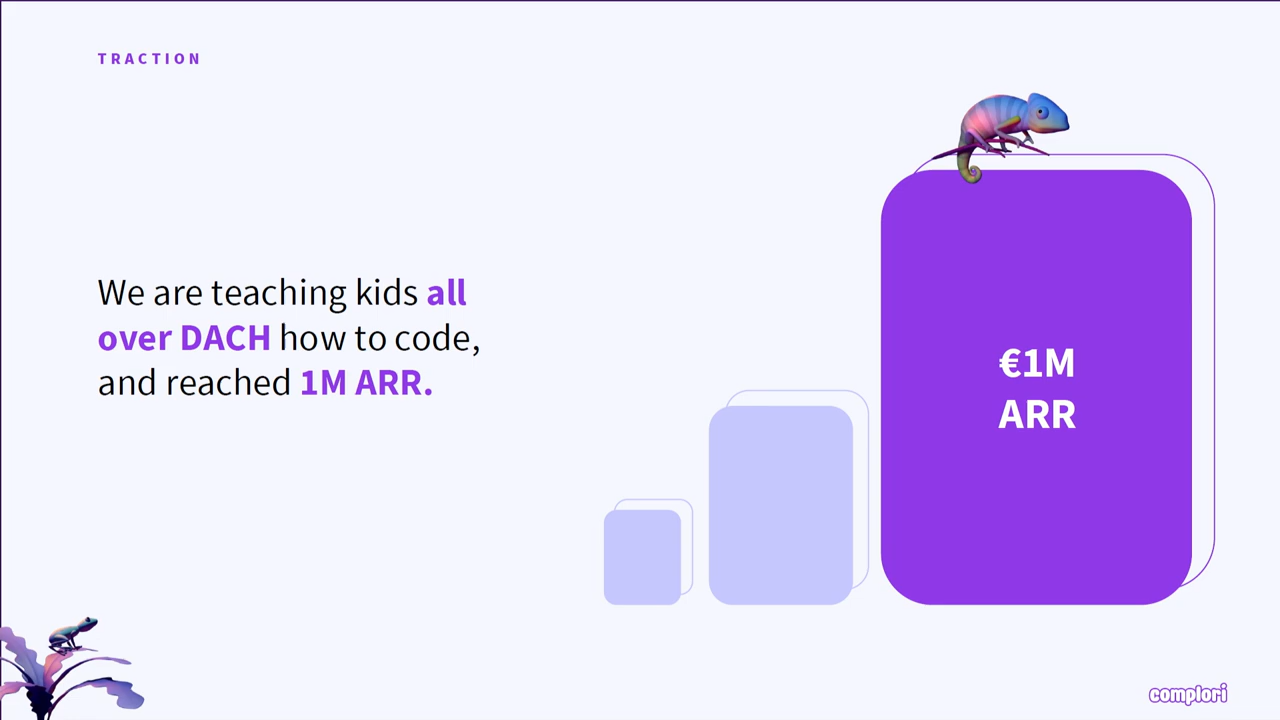 TRACTION
We are teaching kids all
over DACH how to code,
and reached 1M ARR.
€1M
ARR
complori